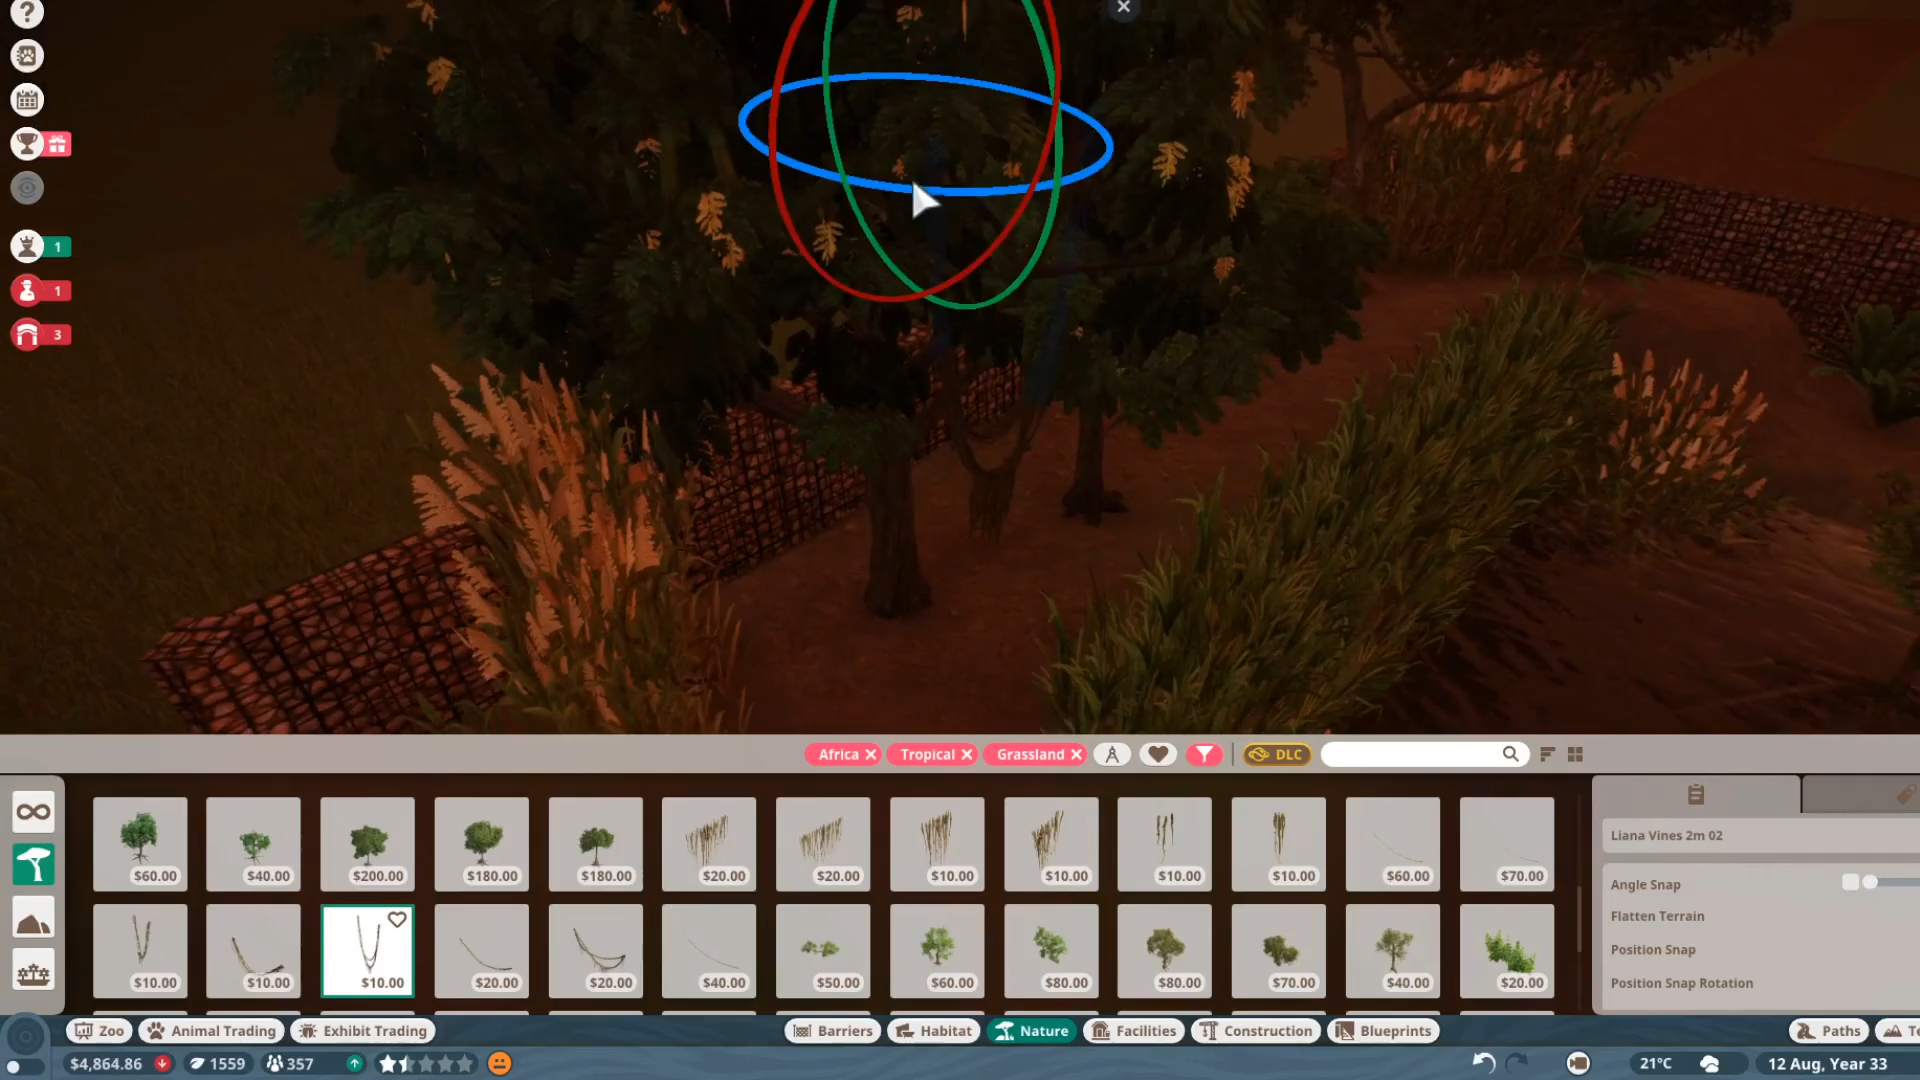 1
1
3
Africa Tropical Grassland DLC
$60.00 $40.00 $200.00 $180.00 $180.00 $20.00 $20.00 $10.00 $10.00 $10.00 $10.00 $60.00 $70.00
Liana Vines 2m 02
Angle Snap
Flatten Terrain
Position Snap
Position Snap Rotation
$10.00 $10.00 $10.00 $20.00 $20.00 $40.00 $50.00 $60.00 $80.00 $80.00 $70.00 $40.00 $20.00
Zoo Animal Trading Exhibit Trading Barriers Habitat Nature Facilities Construction Blueprints Paths Te
$4,864.86 1559 357 21°C 12 Aug, Year 33